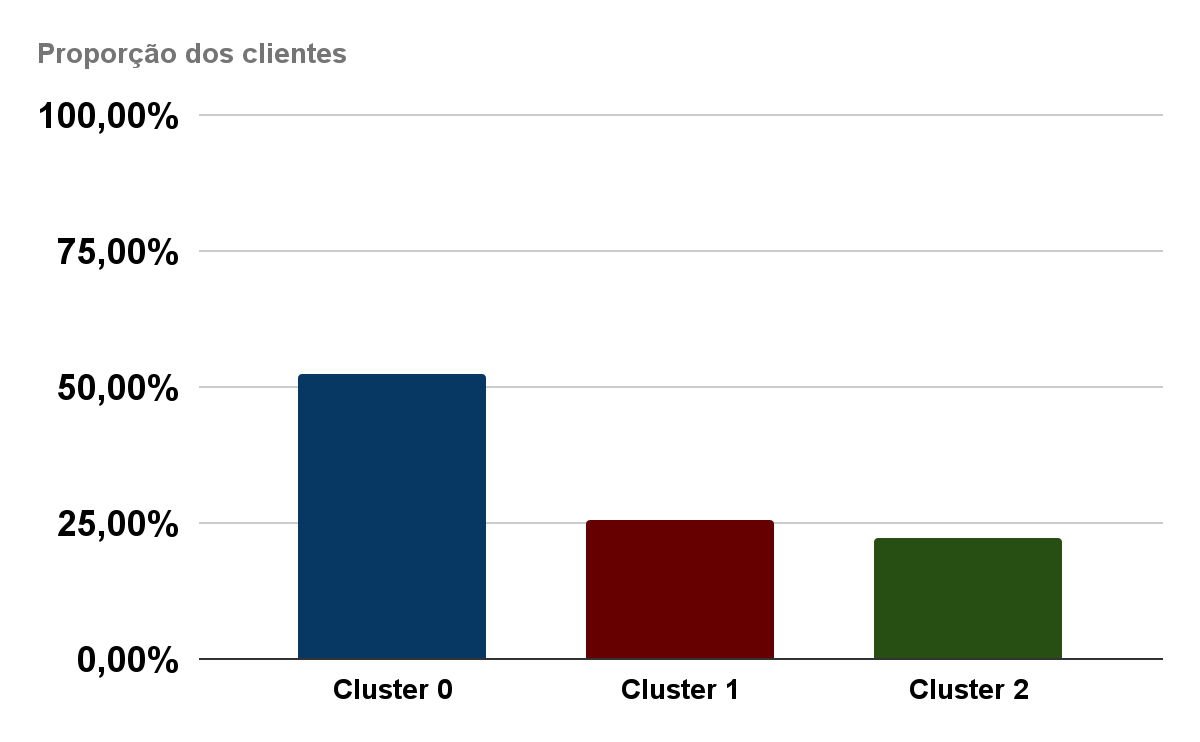 Proporção dos clientes
100,00%
75,00%
50,00%
25,00%
0,00%
Cluster 0
Cluster 1
Cluster 2